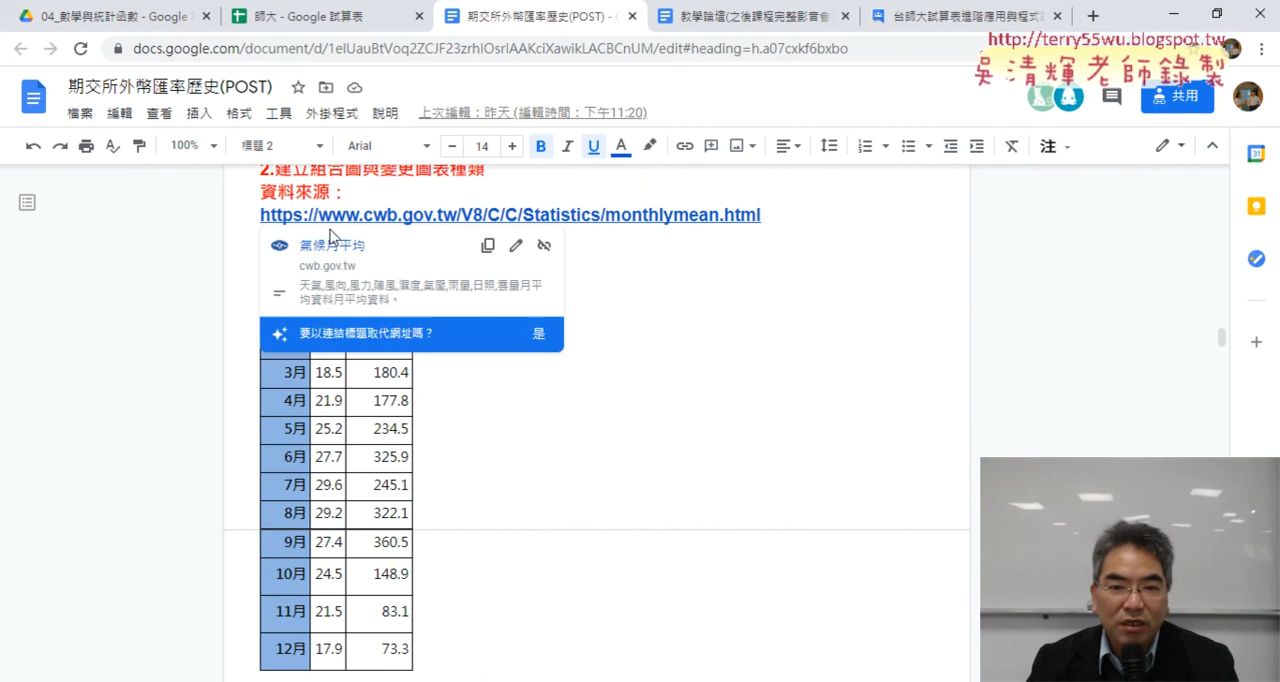 04_數學與統計函數 - Google
師大 - Google 試算表
期交所外幣匯率歷史(POST) - G
教學論壇(之後課程完整影音會
台師大試算表進階應用與程式
docs.google.com/document/d/1eIUauBtVoq2ZCJF23zrhIOsrIAAKciXawikLACBCnUM/edit#heading=h.a07cxkf6bxbo
http://terry55wu.blogspot.tw
吳清輝老師錄製
期交所外幣匯率歷史(POST)
檔案 編輯 查看 插入 格式 工具 外掛程式 說明 上次編輯：昨天 (編輯時間：下午11:20)
共用
100% 標題 2 Arial 14 B I U A 注
2.建立組合圖與變更圖表種類
資料來源：
https://www.cwb.gov.tw/V8/C/C/Statistics/monthlymean.html
氣候月平均
cwb.gov.tw
天氣,風向,風力,陣風,濕度,氣壓,雨量,日照,雲量月平
均資料月平均資料。
要以連結標題取代網址嗎？ 是
3月 18.5 180.4
4月 21.9 177.8
5月 25.2 234.5
6月 27.7 325.9
7月 29.6 245.1
8月 29.2 322.1
9月 27.4 360.5
10月 24.5 148.9
11月 21.5 83.1
12月 17.9 73.3